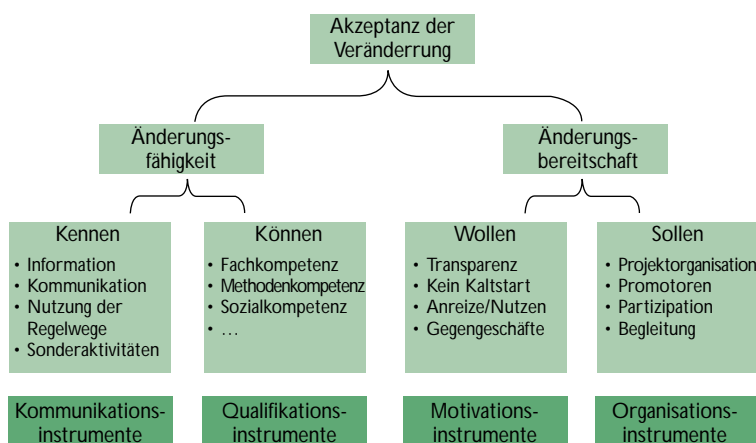 Akzeptanz der
Veränderrung
Änderungs-
fähigkeit
Änderungs-
bereitschaft
Kennen
• Information
• Kommunikation
• Nutzung der
Regelwege
• Sonderaktivitäten
Können
• Fachkompetenz
• Methodenkompetenz
• Sozialkompetenz
• …
Wollen
• Transparenz
• Kein Kaltstart
• Anreize/Nutzen
• Gegengeschäfte
Sollen
• Projektorganisation
• Promotoren
• Partizipation
• Begleitung
Kommunikations-
instrumente
Qualifikations-
instrumente
Motivations-
instrumente
Organisations-
instrumente